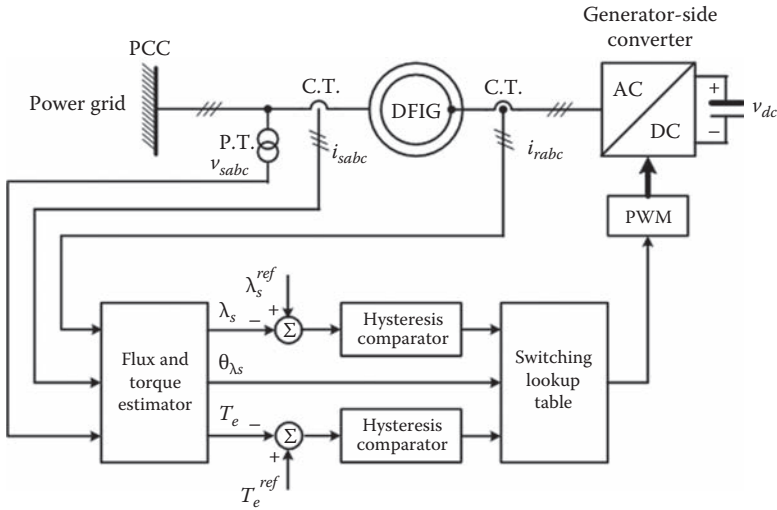 Generator-side
converter
PCC
Power grid
C.T.
DFIG
C.T.
AC
DC
+
−
v_dc
P.T.
v_sabc
i_sabc
i_rabc
PWM
λ_s^ref
λ_s
+
−
Σ
Hysteresis
comparator
Flux and
torque
estimator
θ_λs
Switching
lookup
table
T_e
−
+
Σ
Hysteresis
comparator
T_e^ref